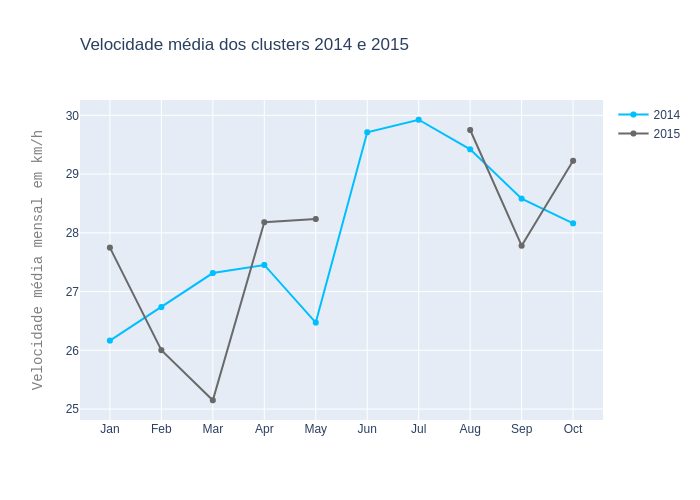 Velocidade média dos clusters 2014 e 2015
Velocidade média mensal em km/h
30
29
28
27
26
25
Jan Feb Mar Apr May Jun Jul Aug Sep Oct
2014
2015